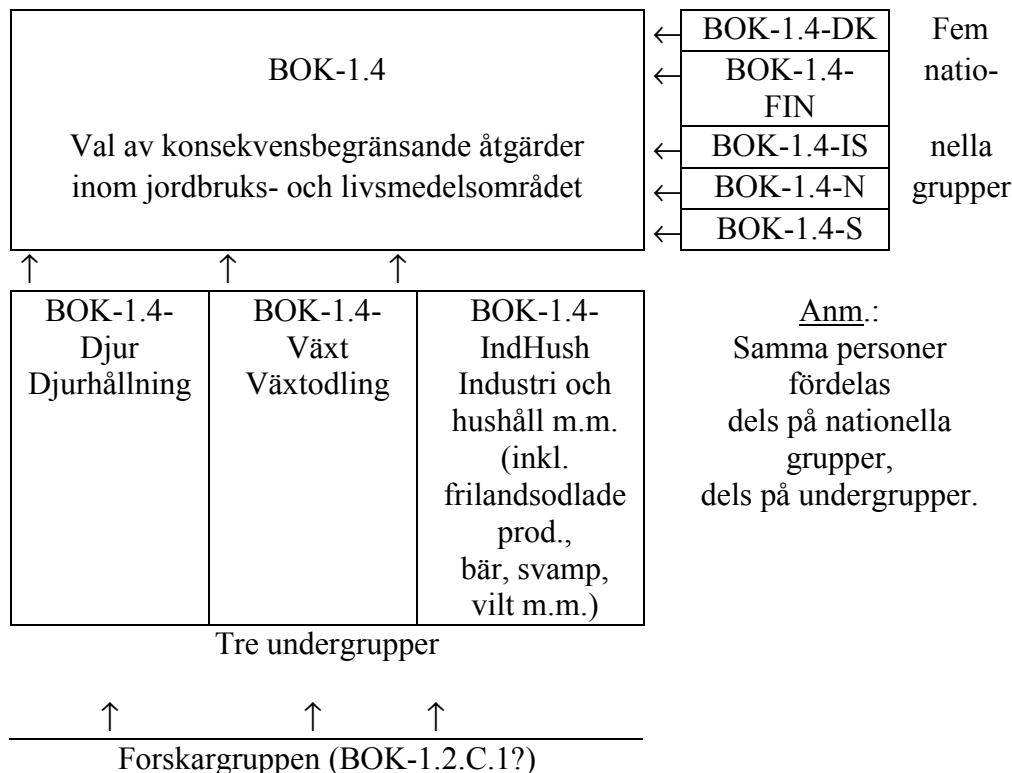 BOK-1.4
Val av konsekvensbegränsande åtgärder
inom jordbruks- och livsmedelsområdet
← BOK-1.4-DK
← BOK-1.4-
FIN
← BOK-1.4-IS
← BOK-1.4-N
← BOK-1.4-S
Fem
natio-
nella
grupper
↑ ↑ ↑
BOK-1.4-
Djur
Djurhållning
BOK-1.4-
Växt
Växtodling
BOK-1.4-
IndHush
Industri och
hushåll m.m.
(inkl.
frilandsodlade
prod.,
bär, svamp,
vilt m.m.)
Anm.:
Samma personer
fördelas
dels på nationella
grupper,
dels på undergrupper.
Tre undergrupper
↑ ↑ ↑
Forskargruppen (BOK-1.2.C.1?)